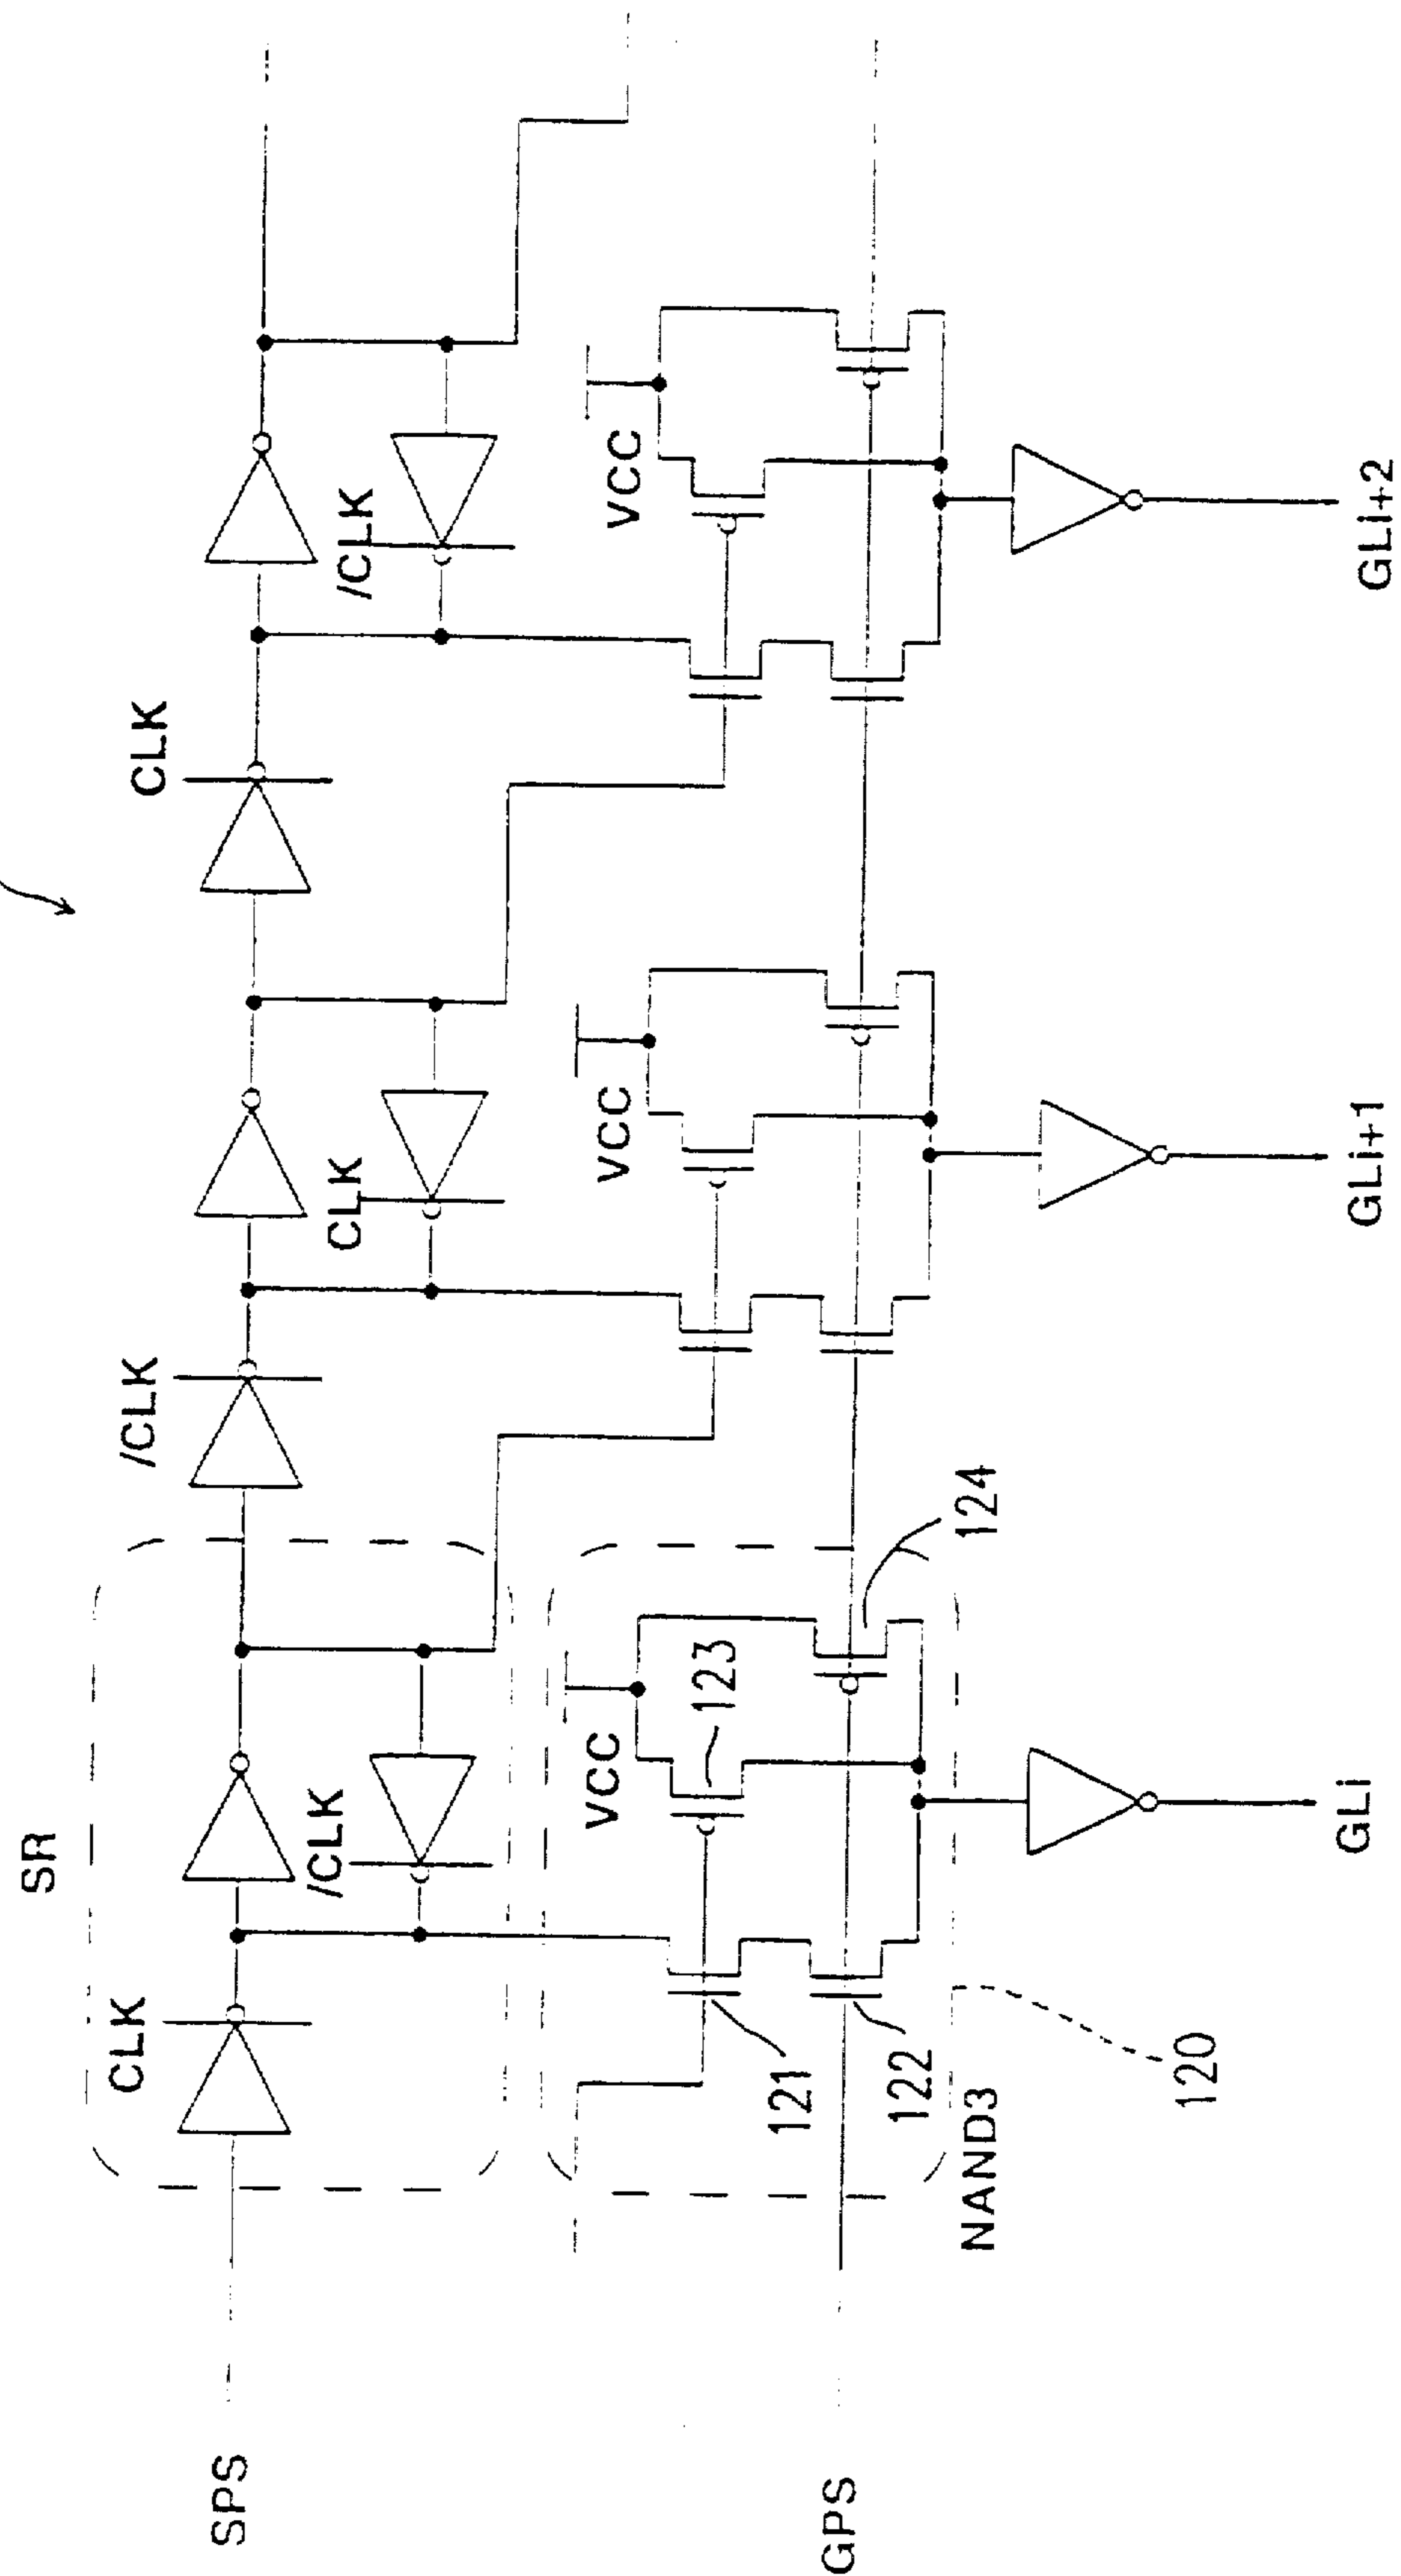 SR
CLK
/CLK
CLK
/CLK
CLK
/CLK
SPS
VCC
VCC
VCC
123
124
121
122
GPS
NAND3
120
GLi
GLi+1
GLi+2